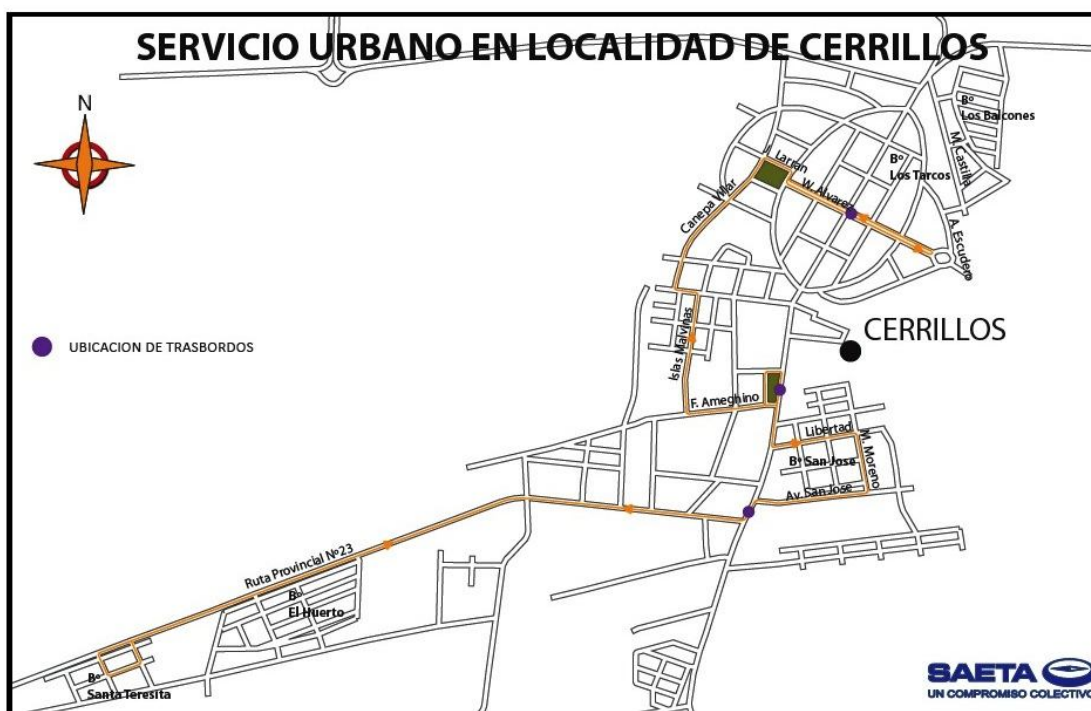 SERVICIO URBANO EN LOCALIDAD DE CERRILLOS
N
Bº
Los Balcones
J. Larran
Bº
Los Tarcos
M. Castilla
W. Alvarez
Canepa Villar
A. Escudero
CERRILLOS
UBICACION DE TRASBORDOS
Islas Malvinas
F. Ameghino
Libertad
Bº San Jose
M. Moreno
Av. San Jose
Ruta Provincial Nº23
Bº
El Huerto
Bº
Santa Teresita
SAETA
UN COMPROMISO COLECTIVO